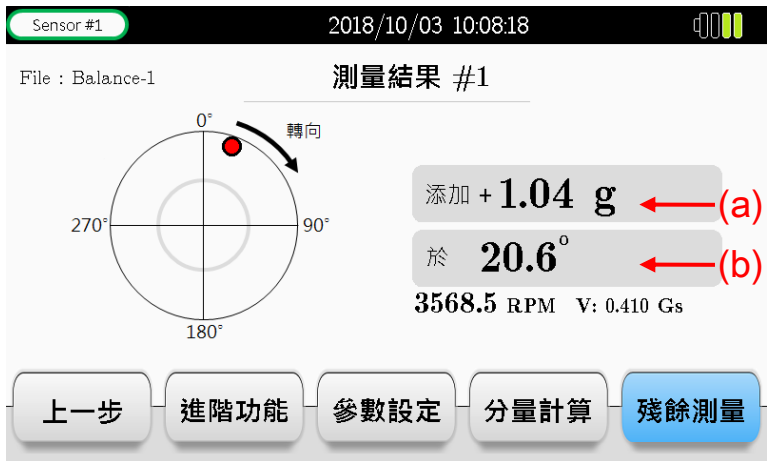 Sensor #1
2018/10/03 10:08:18
File : Balance-1
測量結果 #1
0°
轉向
270°
90°
180°
添加 + 1.04 g
(a)
於 20.6°
(b)
3568.5 RPM V: 0.410 Gs
上一步
進階功能
參數設定
分量計算
殘餘測量